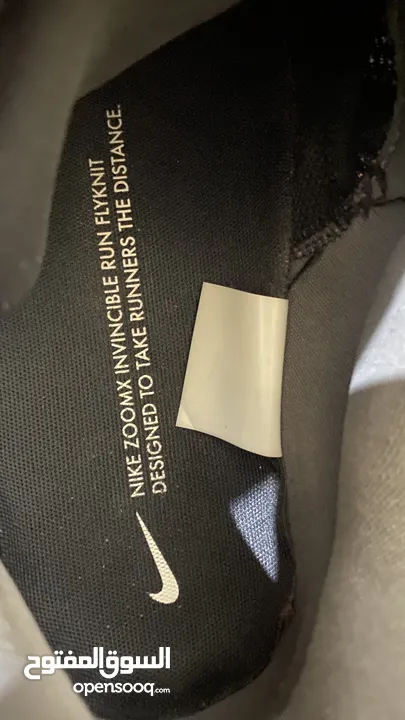 NIKE ZOOMX INVINCIBLE RUN FLYKNIT
DESIGNED TO TAKE RUNNERS THE DISTANCE.
السوق المفتوح
opensooq.com